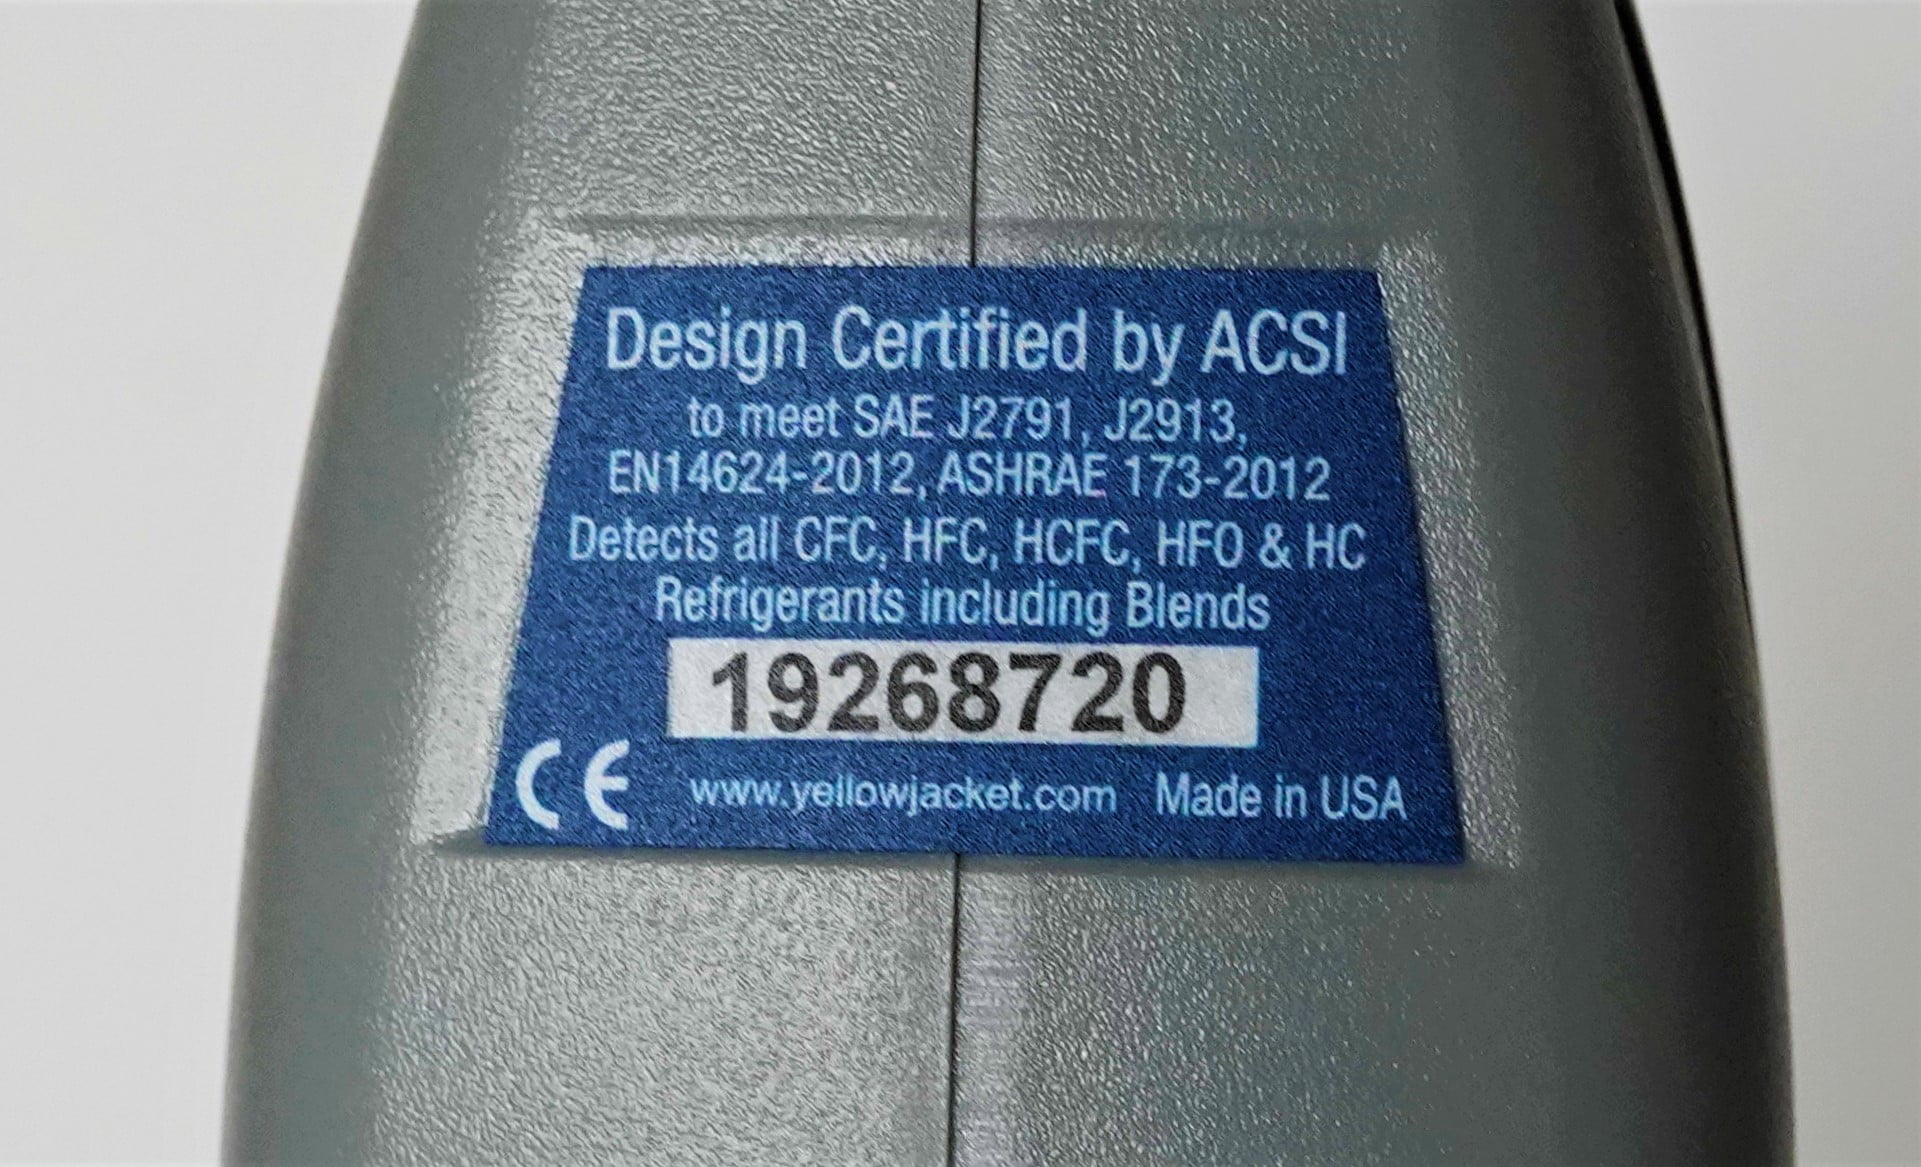 Design Certified by ACSI
to meet SAE J2791, J2913,
EN14624-2012, ASHRAE 173-2012
Detects all CFC, HFC, HCFC, HFO & HC
Refrigerants including Blends
19268720
CE www.yellowjacket.com Made in USA